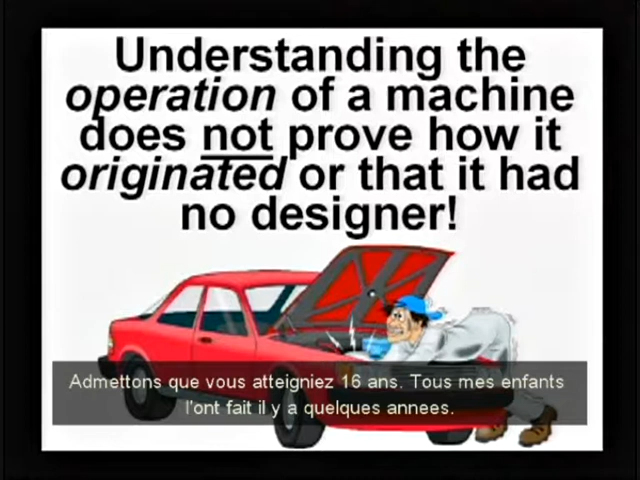 Understanding the
operation of a machine
does not prove how it
originated or that it had
no designer!
Admettons que vous atteigniez 16 ans. Tous mes enfants
l'ont fait il y a quelques annees.